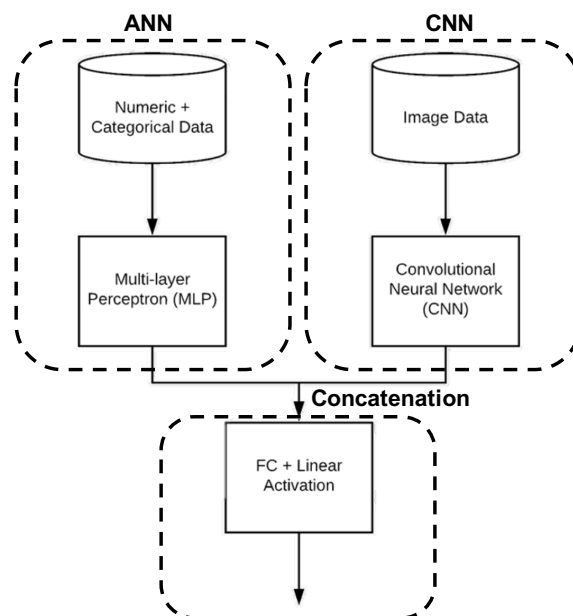 ANN
CNN
Numeric +
Categorical Data
Image Data
Multi-layer
Perceptron (MLP)
Convolutional
Neural Network
(CNN)
Concatenation
FC + Linear
Activation